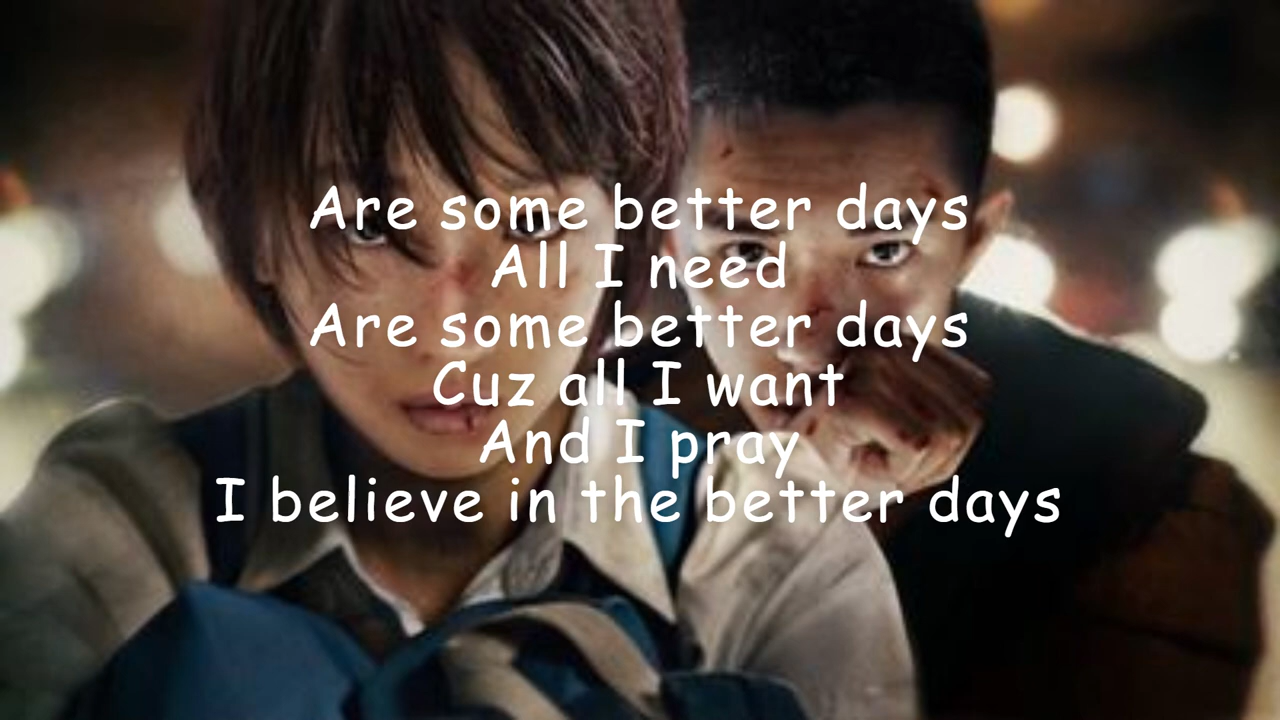 Are some better days
All I need
Are some better days
Cuz all I want
And I pray
I believe in the better days